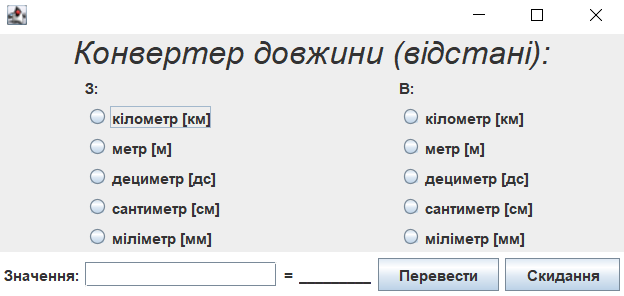 Конвертер довжини (відстані):
З: В:
кілометр [км] кілометр [км]
метр [м] метр [м]
дециметр [дс] дециметр [дс]
сантиметр [см] сантиметр [см]
міліметр [мм] міліметр [мм]
Значення: = _________ Перевести Скидання